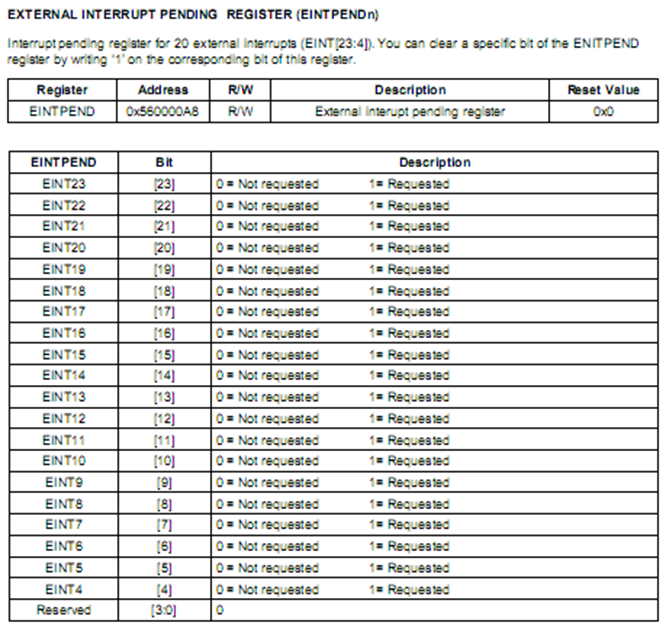 EXTERNAL INTERRUPT PENDING REGISTER (EINTPENDn)
Interrupt pending register for 20 external interrupts (EINT[23:4]). You can clear a specific bit of the ENITPEND
register by writing ‘1’ on the corresponding bit of this register.
Register Address R/W Description Reset Value
EINTPEND 0x560000A8 R/W External interupt pending register 0x0
EINTPEND Bit Description
EINT23 [23] 0 = Not requested 1= Requested
EINT22 [22] 0 = Not requested 1= Requested
EINT21 [21] 0 = Not requested 1= Requested
EINT20 [20] 0 = Not requested 1= Requested
EINT19 [19] 0 = Not requested 1= Requested
EINT18 [18] 0 = Not requested 1= Requested
EINT17 [17] 0 = Not requested 1= Requested
EINT16 [16] 0 = Not requested 1= Requested
EINT15 [15] 0 = Not requested 1= Requested
EINT14 [14] 0 = Not requested 1= Requested
EINT13 [13] 0 = Not requested 1= Requested
EINT12 [12] 0 = Not requested 1= Requested
EINT11 [11] 0 = Not requested 1= Requested
EINT10 [10] 0 = Not requested 1= Requested
EINT9 [9] 0 = Not requested 1= Requested
EINT8 [8] 0 = Not requested 1= Requested
EINT7 [7] 0 = Not requested 1= Requested
EINT6 [6] 0 = Not requested 1= Requested
EINT5 [5] 0 = Not requested 1= Requested
EINT4 [4] 0 = Not requested 1= Requested
Reserved [3:0] 0